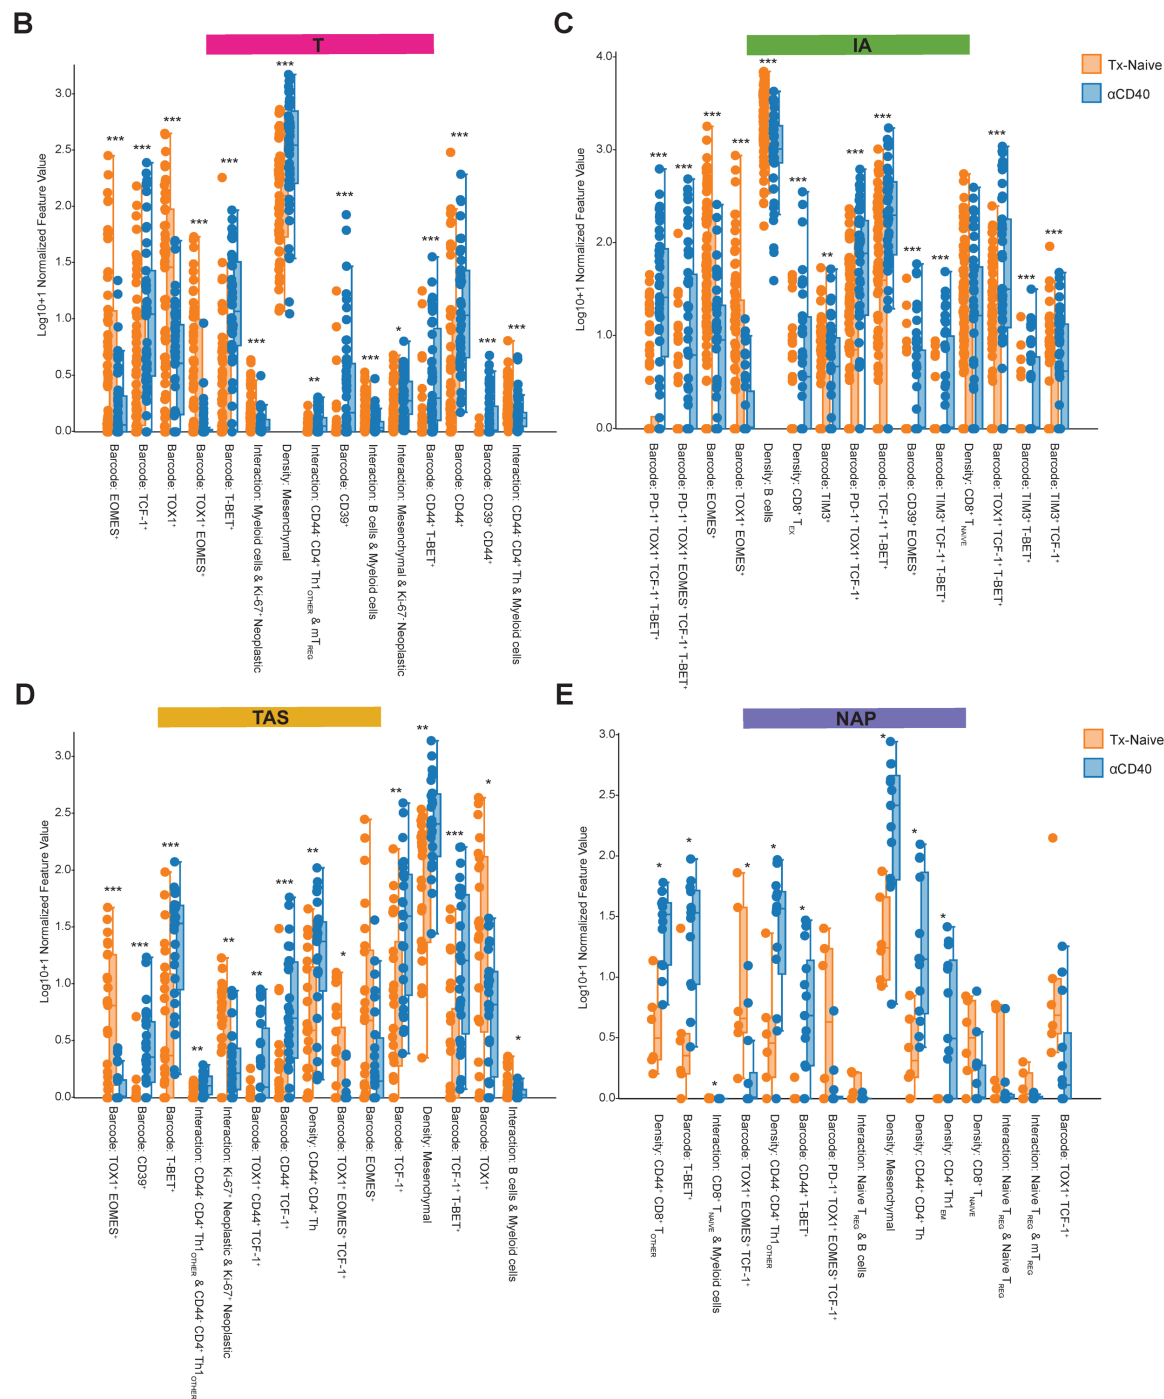 B
T
Log10+1 Normalized Feature Value
3.0
2.5
2.0
1.5
1.0
0.5
0.0
***
***
***
***
***
***
***
**
***
***
*
***
***
***
***
Barcode: EOMES⁺
Barcode: TCF-1⁺
Barcode: TOX1⁺
Barcode: TOX1⁺ EOMES⁺
Barcode: T-BET⁺
Interaction: Myeloid cells & Ki-67⁺ Neoplastic
Density: Mesenchymal
Interaction: CD44⁻ CD4⁺ Th1OTHER & mTREG
Barcode: CD39⁺
Interaction: B cells & Myeloid cells
Interaction: Mesenchymal & Ki-67⁻ Neoplastic
Barcode: CD44⁺ T-BET⁺
Barcode: CD44⁺
Barcode: CD39⁺ CD44⁺
Interaction: CD44⁺ CD4⁺ Th & Myeloid cells
C
IA
Tx-Naive
αCD40
Log10+1 Normalized Feature Value
4.0
3.0
2.0
1.0
0.0
***
***
***
***
***
***
**
***
***
***
***
***
***
***
***
Barcode: PD-1⁺ TOX1⁺ TCF-1⁺ T-BET⁺
Barcode: PD-1⁺ TOX1⁺ EOMES⁺ TCF-1⁺ T-BET⁺
Barcode: EOMES⁺
Barcode: TOX1⁺ EOMES⁺
Density: B cells
Density: CD8⁺ TEX
Barcode: TIM3⁺
Barcode: PD-1⁺ TOX1⁺ TCF-1⁺
Barcode: TCF-1⁺ T-BET⁺
Barcode: CD39⁺ EOMES⁺
Barcode: TIM3⁺ TCF-1⁺ T-BET⁺
Density: CD8⁺ TNAIVE
Barcode: TOX1⁺ TCF-1⁺ T-BET⁺
Barcode: TIM3⁺ T-BET⁺
Barcode: TIM3⁺ TCF-1⁺
D
TAS
Log10+1 Normalized Feature Value
3.0
2.5
2.0
1.5
1.0
0.5
0.0
***
***
***
**
**
**
***
**
*
**
**
***
*
*
Barcode: TOX1⁺ EOMES⁺
Barcode: CD39⁺
Barcode: T-BET⁺
Interaction: CD44⁻ CD4⁺ Th1OTHER & CD44⁻ CD4⁺ Th1OTHER
Interaction: Ki-67⁺ Neoplastic & Ki-67⁺ Neoplastic
Barcode: TOX1⁺ CD44⁺ TCF-1⁺
Barcode: CD44⁺ TCF-1⁺
Density: CD44⁺ CD4⁺ Th
Barcode: TOX1⁺ EOMES⁺ TCF-1⁺
Barcode: EOMES⁺
Barcode: TCF-1⁺
Density: Mesenchymal
Barcode: TCF-1⁺ T-BET⁺
Barcode: TOX1⁺
Interaction: B cells & Myeloid cells
E
NAP
Tx-Naive
αCD40
Log10+1 Normalized Feature Value
3.0
2.5
2.0
1.5
1.0
0.5
0.0
*
*
*
*
*
*
*
*
*
Density: CD44⁺ CD8⁺ TOTHER
Barcode: T-BET⁺
Interaction: CD8⁺ TNAIVE & Myeloid cells
Barcode: TOX1⁺ EOMES⁺ TCF-1⁺
Density: CD44⁻ CD4⁺ Th1OTHER
Barcode: CD44⁺ T-BET⁺
Barcode: PD-1⁺ TOX1⁺ EOMES⁺ TCF-1⁺
Interaction: Naive TREG & B cells
Density: Mesenchymal
Density: CD44⁺ CD4⁺ Th
Density: CD4⁺ Th1EM
Density: CD8⁺ TNAIVE
Interaction: Naive TREG & Naive TREG
Interaction: Naive TREG & mTREG
Barcode: TOX1⁺ TCF-1⁺